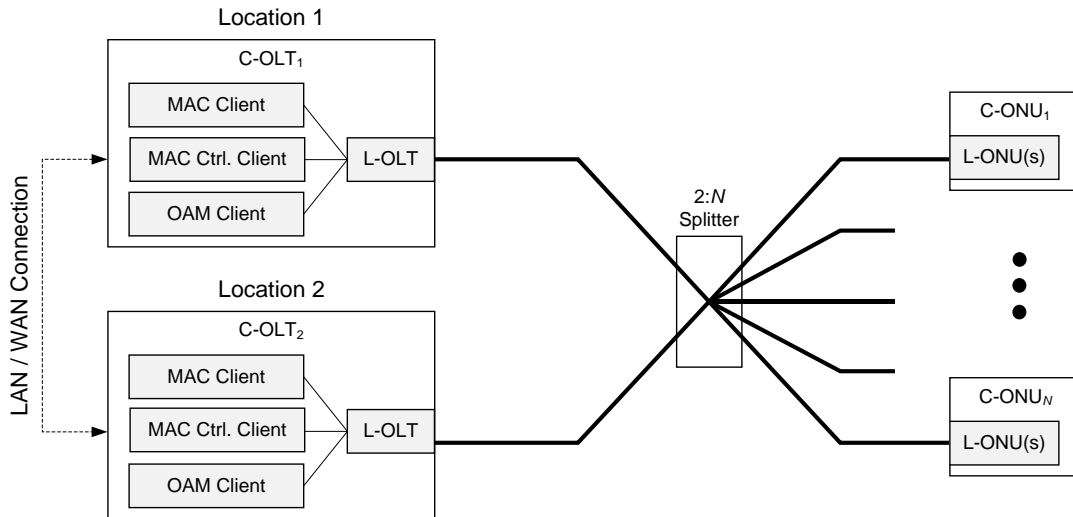 Location 1
C-OLT1
MAC Client
MAC Ctrl. Client
OAM Client
L-OLT
LAN / WAN Connection
Location 2
C-OLT2
MAC Client
MAC Ctrl. Client
OAM Client
L-OLT
2:N
Splitter
C-ONU1
L-ONU(s)
C-ONUN
L-ONU(s)